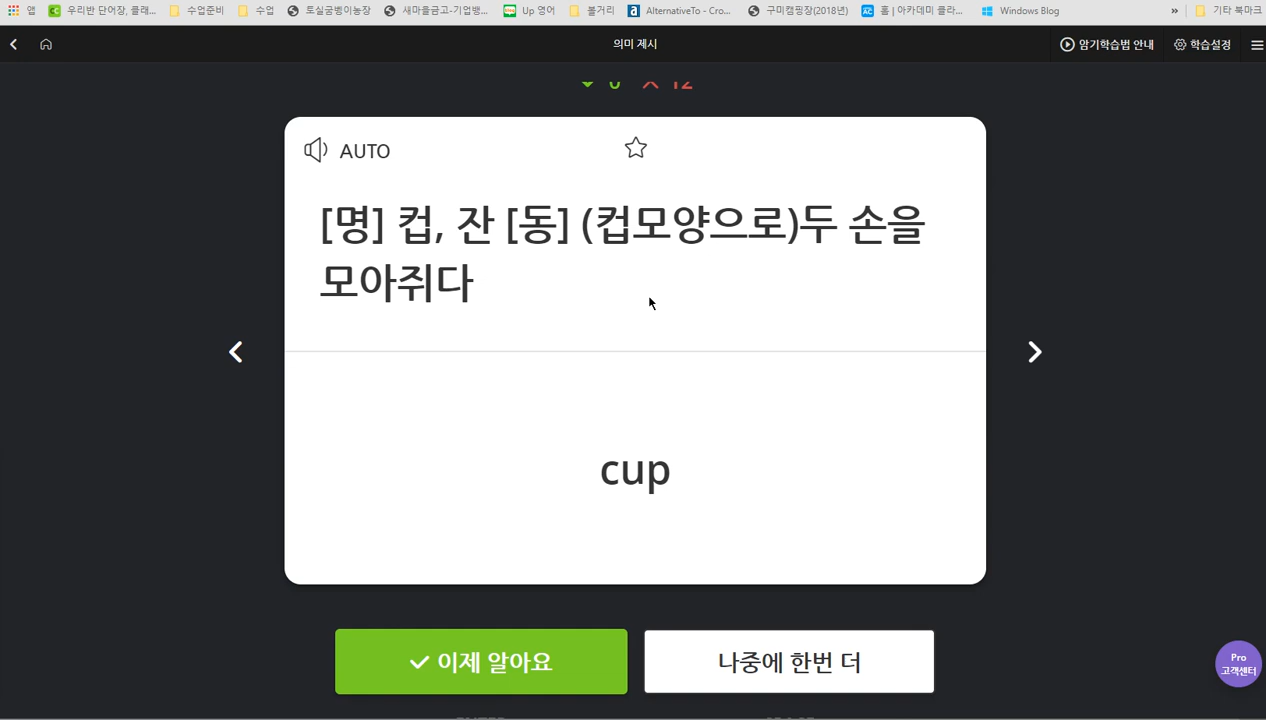 앱 우리반 단어장, 클래... 수업준비 수업 토실굼벵이농장 새마을금고-기업뱅... Up 영어 볼거리 AlternativeTo - Cro... 구미캠핑장(2018년) 홈 | 아카데미 클라... Windows Blog » 기타 북마크
의미 제시 암기학습법 안내 학습설정
AUTO
[명] 컵, 잔 [동] (컵모양으로)두 손을
모아쥐다
cup
이제 알아요 나중에 한번 더
Pro
고객센터